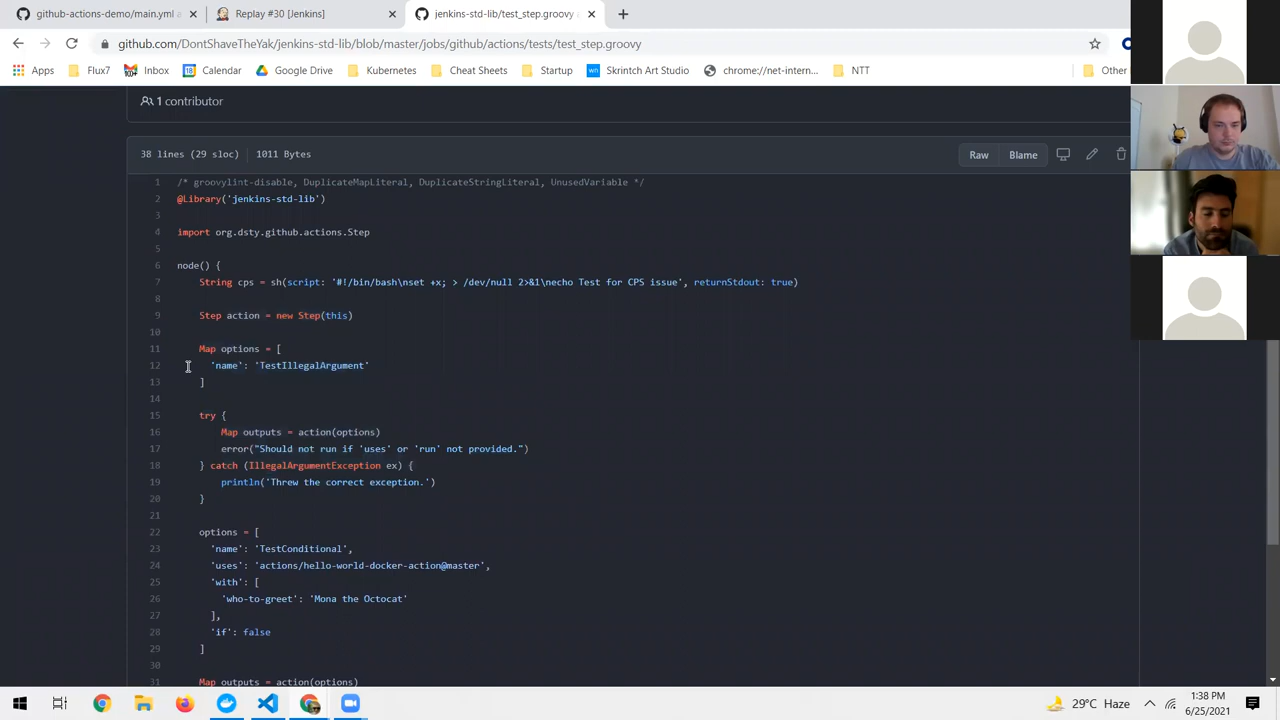 github-actions-demo/main.yml a
Replay #30 [Jenkins]
jenkins-std-lib/test_step.groovy
github.com/DontShaveTheYak/jenkins-std-lib/blob/master/jobs/github/actions/tests/test_step.groovy
Apps
Flux7
Inbox
Calendar
Google Drive
Kubernetes
Cheat Sheets
Startup
wn
Skrintch Art Studio
chrome://net-intern...
NTT
Other
1 contributor
38 lines (29 sloc)
1011 Bytes
Raw
Blame
1 /* groovylint-disable, DuplicateMapLiteral, DuplicateStringLiteral, UnusedVariable */
2 @Library('jenkins-std-lib')
3
4 import org.dsty.github.actions.Step
5
6 node() {
7 String cps = sh(script: '#!/bin/bash\nset +x; > /dev/null 2>&1\necho Test for CPS issue', returnStdout: true)
8
9 Step action = new Step(this)
10
11 Map options = [
12 'name': 'TestIllegalArgument'
13 ]
14
15 try {
16 Map outputs = action(options)
17 error("Should not run if 'uses' or 'run' not provided.")
18 } catch (IllegalArgumentException ex) {
19 println('Threw the correct exception.')
20 }
21
22 options = [
23 'name': 'TestConditional',
24 'uses': 'actions/hello-world-docker-action@master',
25 'with': [
26 'who-to-greet': 'Mona the Octocat'
27 ],
28 'if': false
29 ]
30
31 Map outputs = action(options)
29°C Haze
1:38 PM
6/25/2021